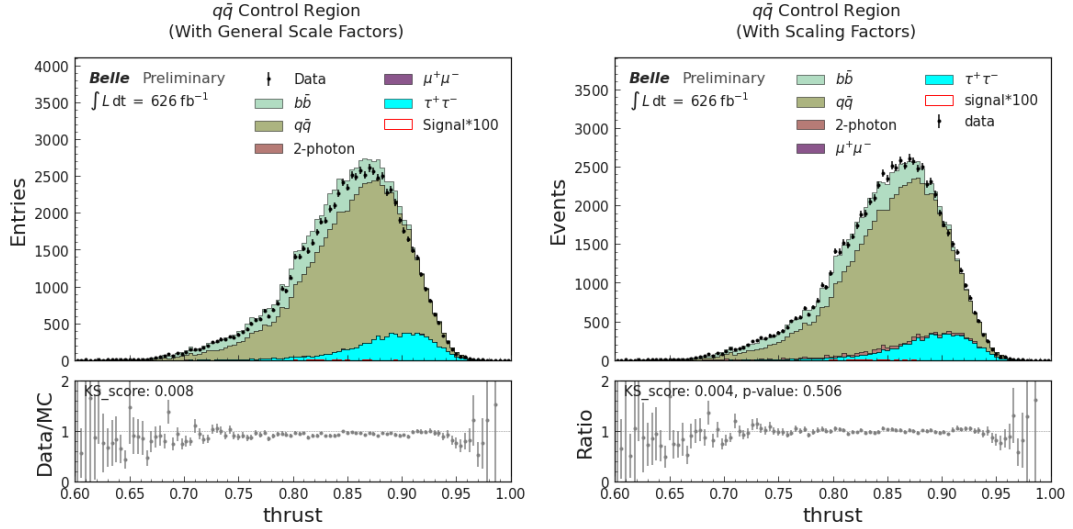 qq̄ Control Region
(With General Scale Factors)
Belle Preliminary
∫ L dt = 626 fb⁻¹
Data
bb̄
qq̄
2-photon
μ⁺μ⁻
τ⁺τ⁻
Signal*100
Entries
4000
3500
3000
2500
2000
1500
1000
500
0
KS_score: 0.008
Data/MC
2
1
0
0.60 0.65 0.70 0.75 0.80 0.85 0.90 0.95 1.00
thrust
qq̄ Control Region
(With Scaling Factors)
Belle Preliminary
∫ L dt = 626 fb⁻¹
bb̄
qq̄
2-photon
μ⁺μ⁻
τ⁺τ⁻
signal*100
data
Events
3500
3000
2500
2000
1500
1000
500
0
KS_score: 0.004, p-value: 0.506
Ratio
2
1
0
0.60 0.65 0.70 0.75 0.80 0.85 0.90 0.95 1.00
thrust